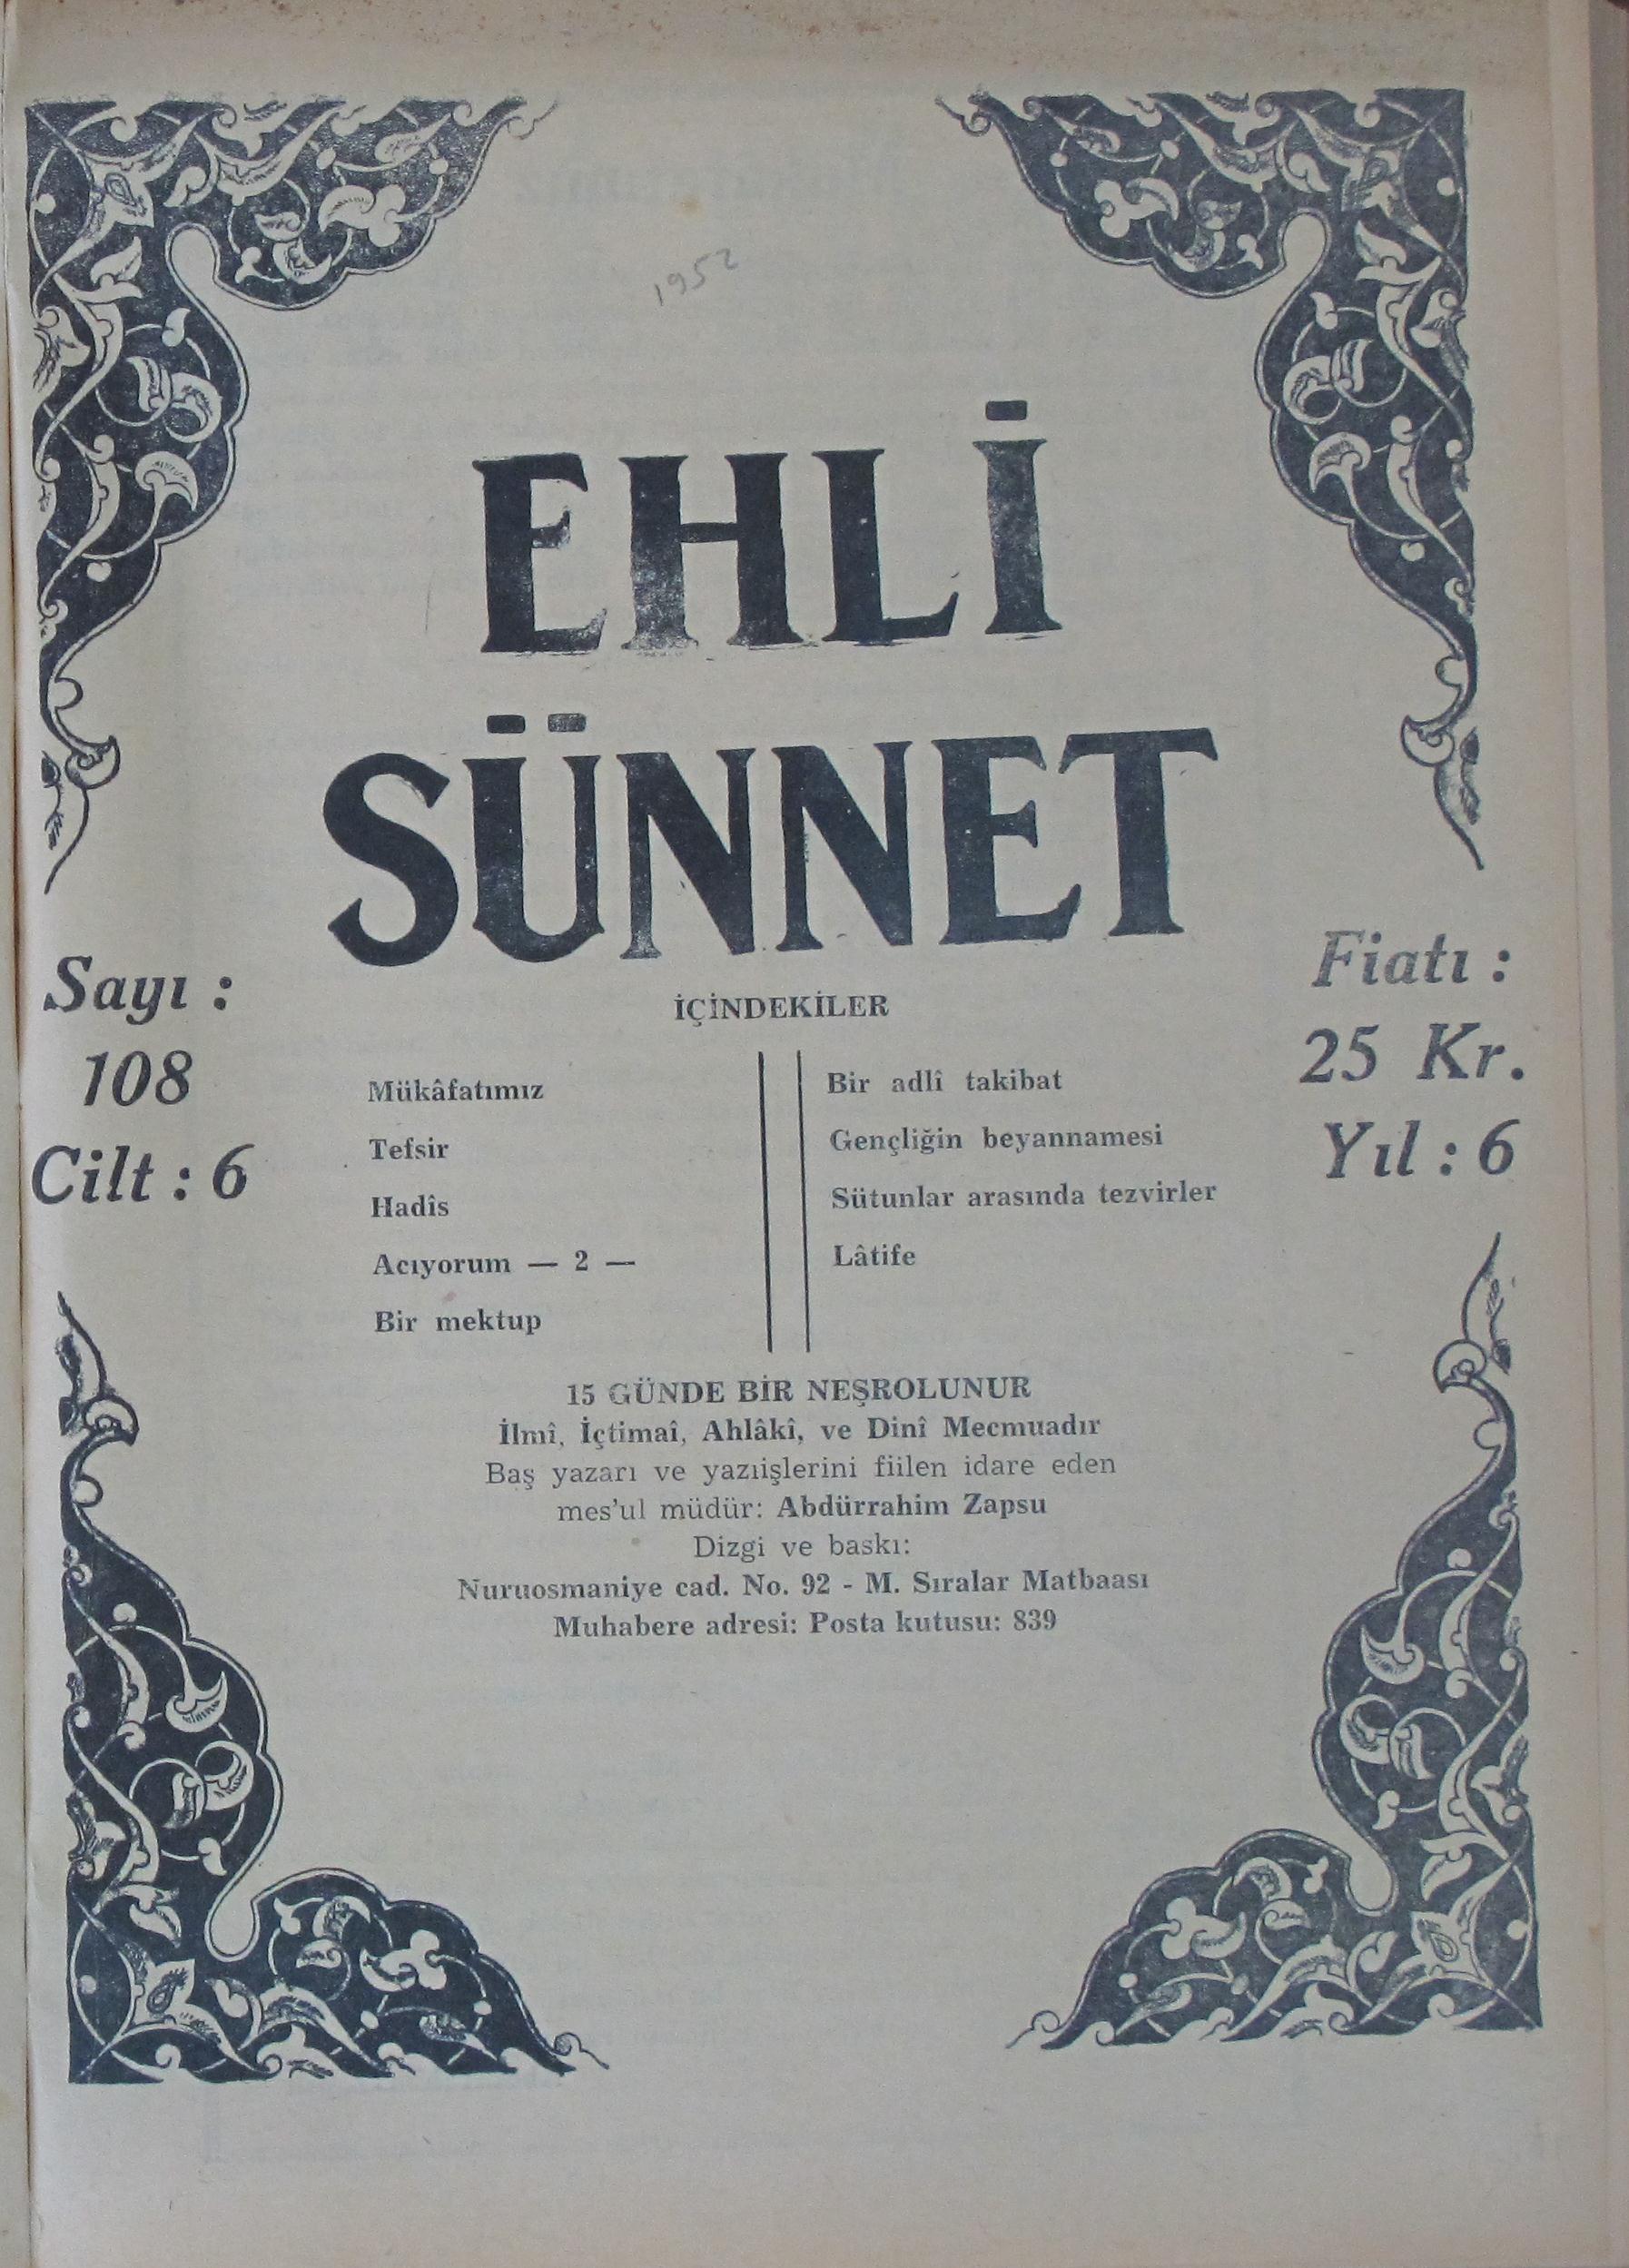 1952
EHLİ
SÜNNET
Sayı :
108
Cilt : 6
Fiatı :
25 Kr.
Yıl : 6
İÇİNDEKİLER
Mükâfatımız
Tefsir
Hadîs
Acıyorum — 2 —
Bir mektup
Bir adlî takibat
Gençliğin beyannamesi
Sütunlar arasında tezvirler
Lâtife
15 GÜNDE BİR NEŞROLUNUR
İlmî, İçtimaî, Ahlâkî, ve Dinî Mecmuadır
Baş yazarı ve yazıişlerini fiilen idare eden
mes'ul müdür: Abdürrahim Zapsu
Dizgi ve baskı:
Nuruosmaniye cad. No. 92 - M. Sıralar Matbaası
Muhabere adresi: Posta kutusu: 839